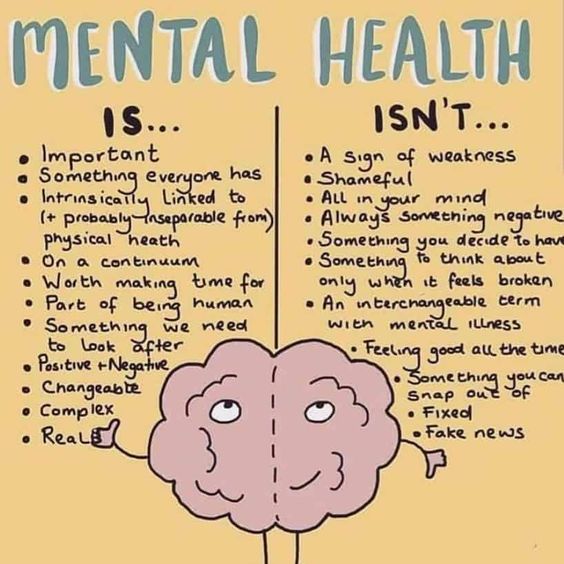 MENTAL HEALTH
IS...
• Important
• Something everyone has
• Intrinsically linked to
(+ probably inseparable from)
physical heath
• On a continuum
• Worth making time for
• Part of being human
• Something we need
to look after
• Positive + Negative
• Changeable
• Complex
• Real
ISN'T...
• A sign of weakness
• Shameful
• All in your mind
• Always something negative
• Something you decide to have
• Something to think about
only when it feels broken
• An interchangeable term
with mental illness
• Feeling good all the time
• Something you can
snap out of
• Fixed
• Fake news